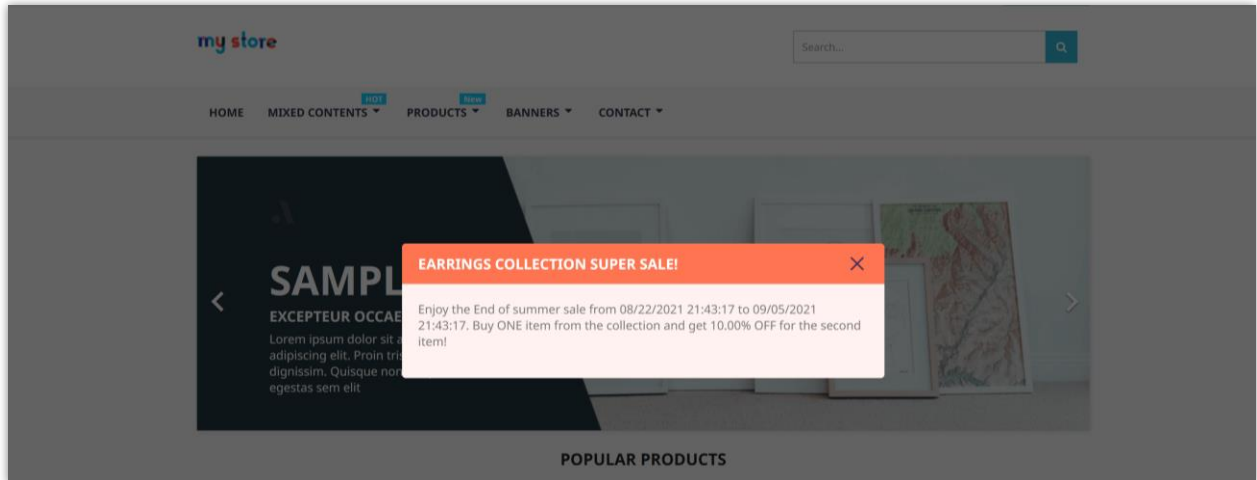 my store
Search...
HOT
New
HOME MIXED CONTENTS PRODUCTS BANNERS CONTACT
EARRINGS COLLECTION SUPER SALE!
Enjoy the End of summer sale from 08/22/2021 21:43:17 to 09/05/2021
21:43:17. Buy ONE item from the collection and get 10.00% OFF for the second
item!
SAMPL
EXCEPTEUR OCCAE
Lorem ipsum dolor sit a
adipiscing elit. Proin tris
dignissim. Quisque non
egestas sem elit
POPULAR PRODUCTS